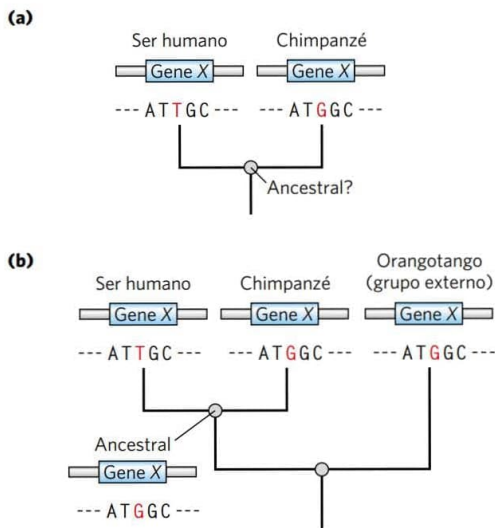 (a)
Ser humano Chimpanzé
Gene X Gene X
--- ATTGC --- --- ATGGC ---
Ancestral?
(b)
Orangotango
Ser humano Chimpanzé (grupo externo)
Gene X Gene X Gene X
--- ATTGC --- --- ATGGC --- --- ATGGC ---
Ancestral
Gene X
--- ATGGC ---